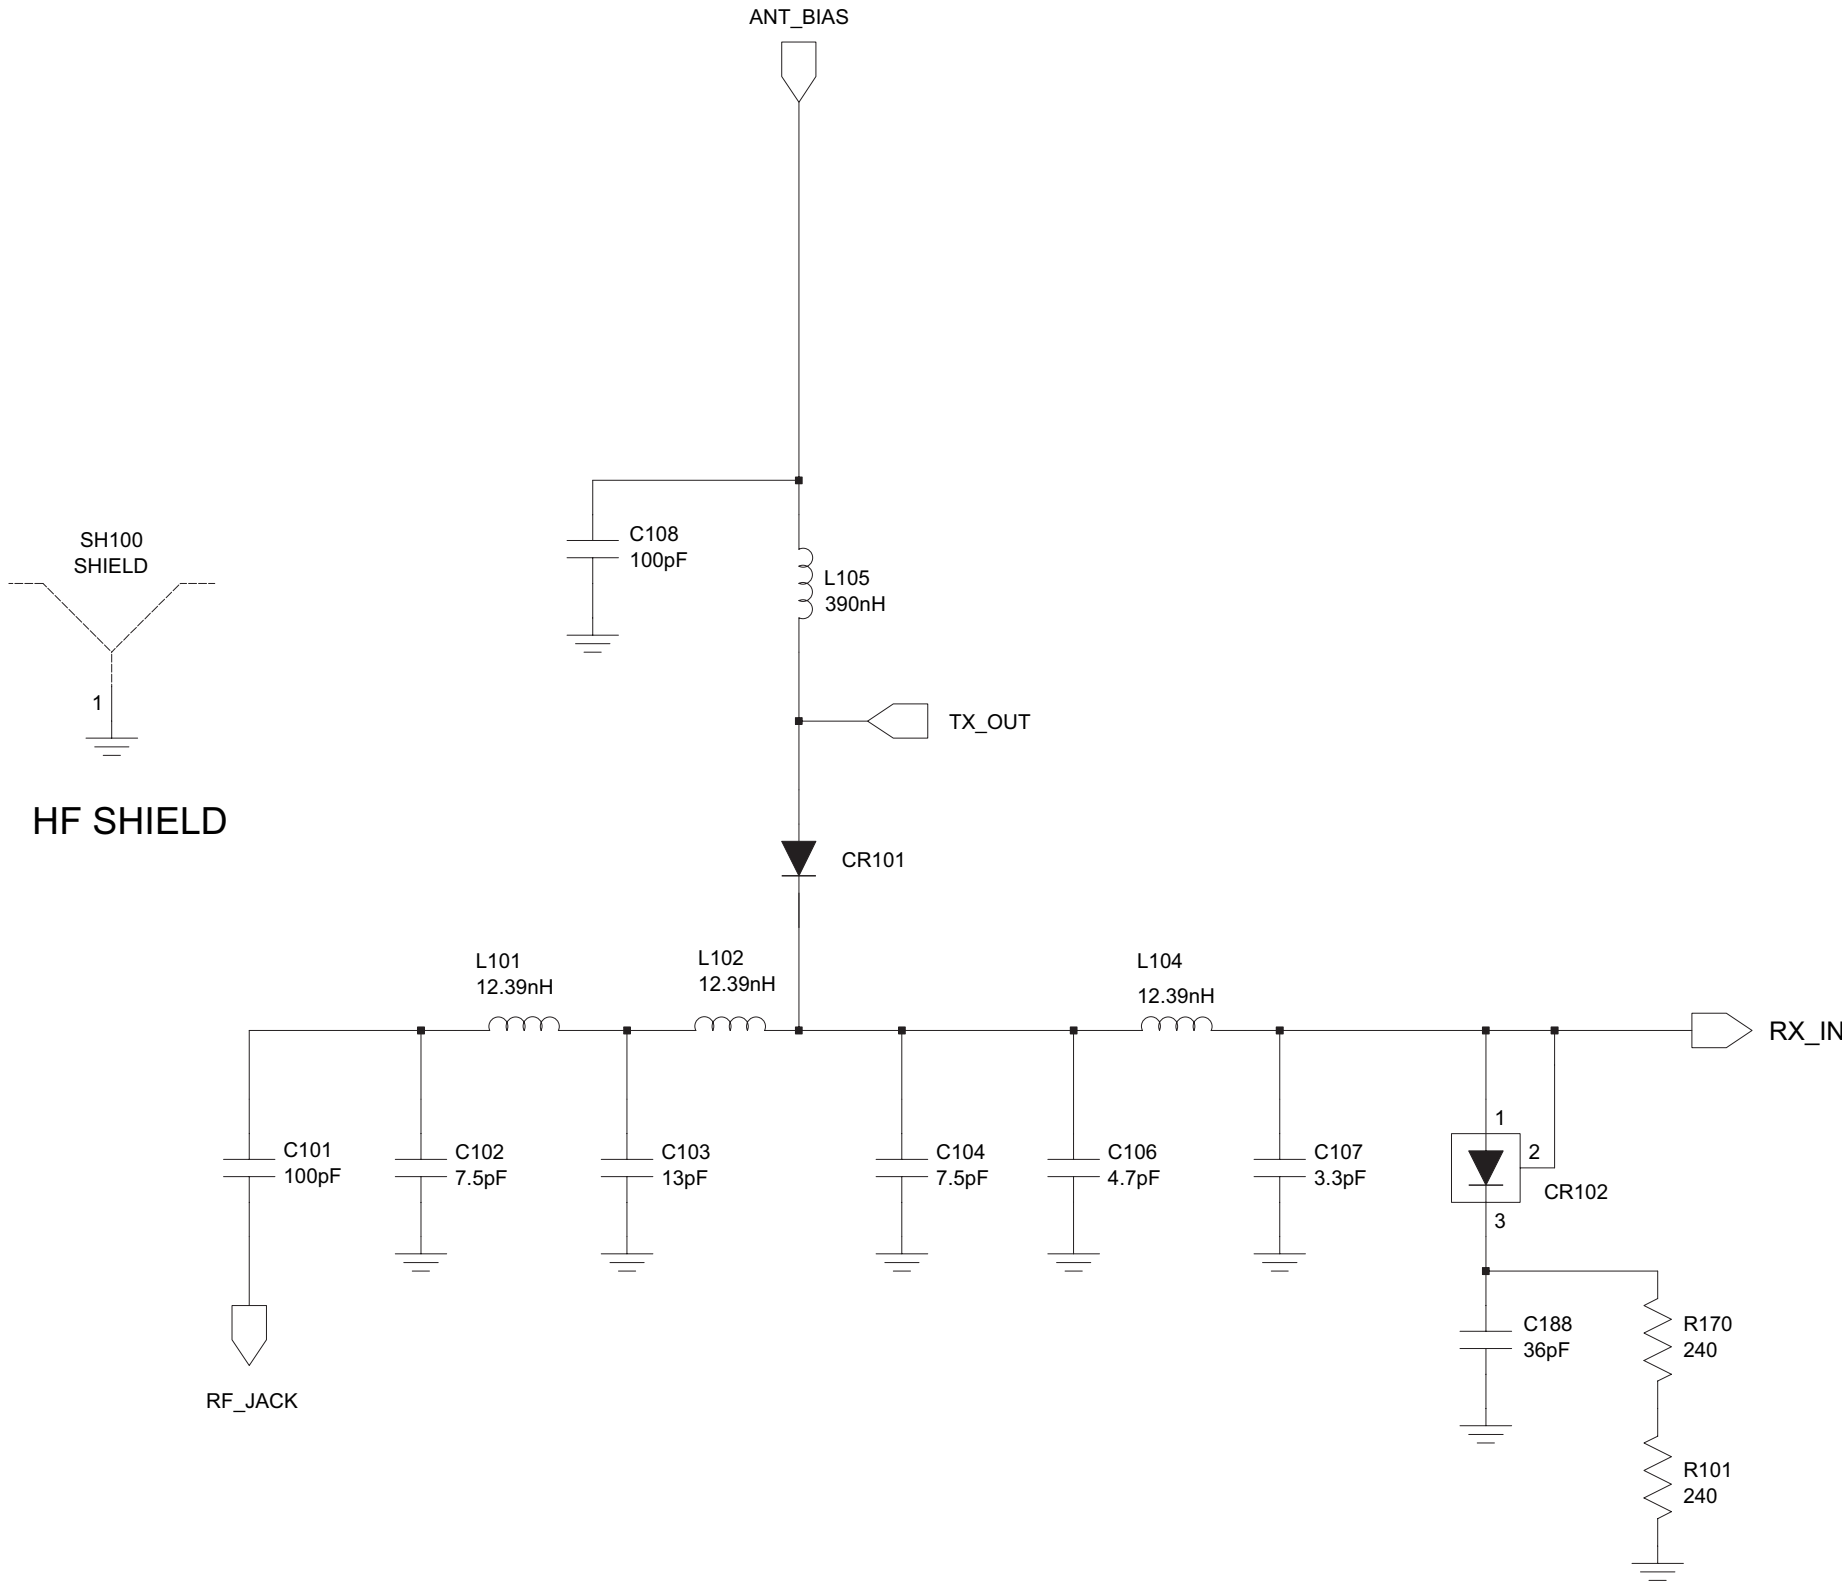 ANT_BIAS
C108
100pF
SH100
SHIELD
L105
390nH
1
TX_OUT
HF SHIELD
CR101
L101
12.39nH
L102
12.39nH
L104
12.39nH
RX_IN
1
2
C101
100pF
C102
7.5pF
C103
13pF
C104
7.5pF
C106
4.7pF
C107
3.3pF
CR102
3
C188
36pF
R170
240
RF_JACK
R101
240